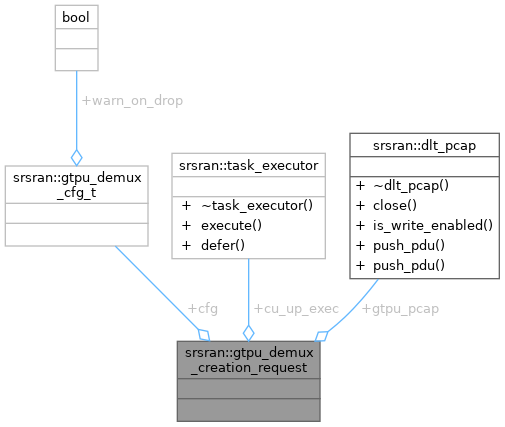 bool
+warn_on_drop
srsran::gtpu_demux
_cfg_t
srsran::task_executor
+ ~task_executor()
+ execute()
+ defer()
srsran::dlt_pcap
+ ~dlt_pcap()
+ close()
+ is_write_enabled()
+ push_pdu()
+ push_pdu()
+cfg
+cu_up_exec
+gtpu_pcap
srsran::gtpu_demux
_creation_request